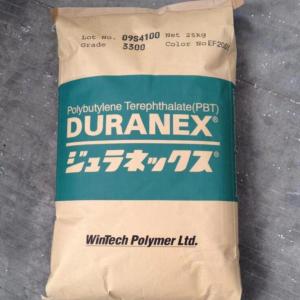 Lot No. 09S4100 Net 25kg
Grade 3300 Color No EF2001
Polybutylene Terephthalate(PBT)
DURANEX®
ジュラネックス®
WinTech Polymer Ltd.